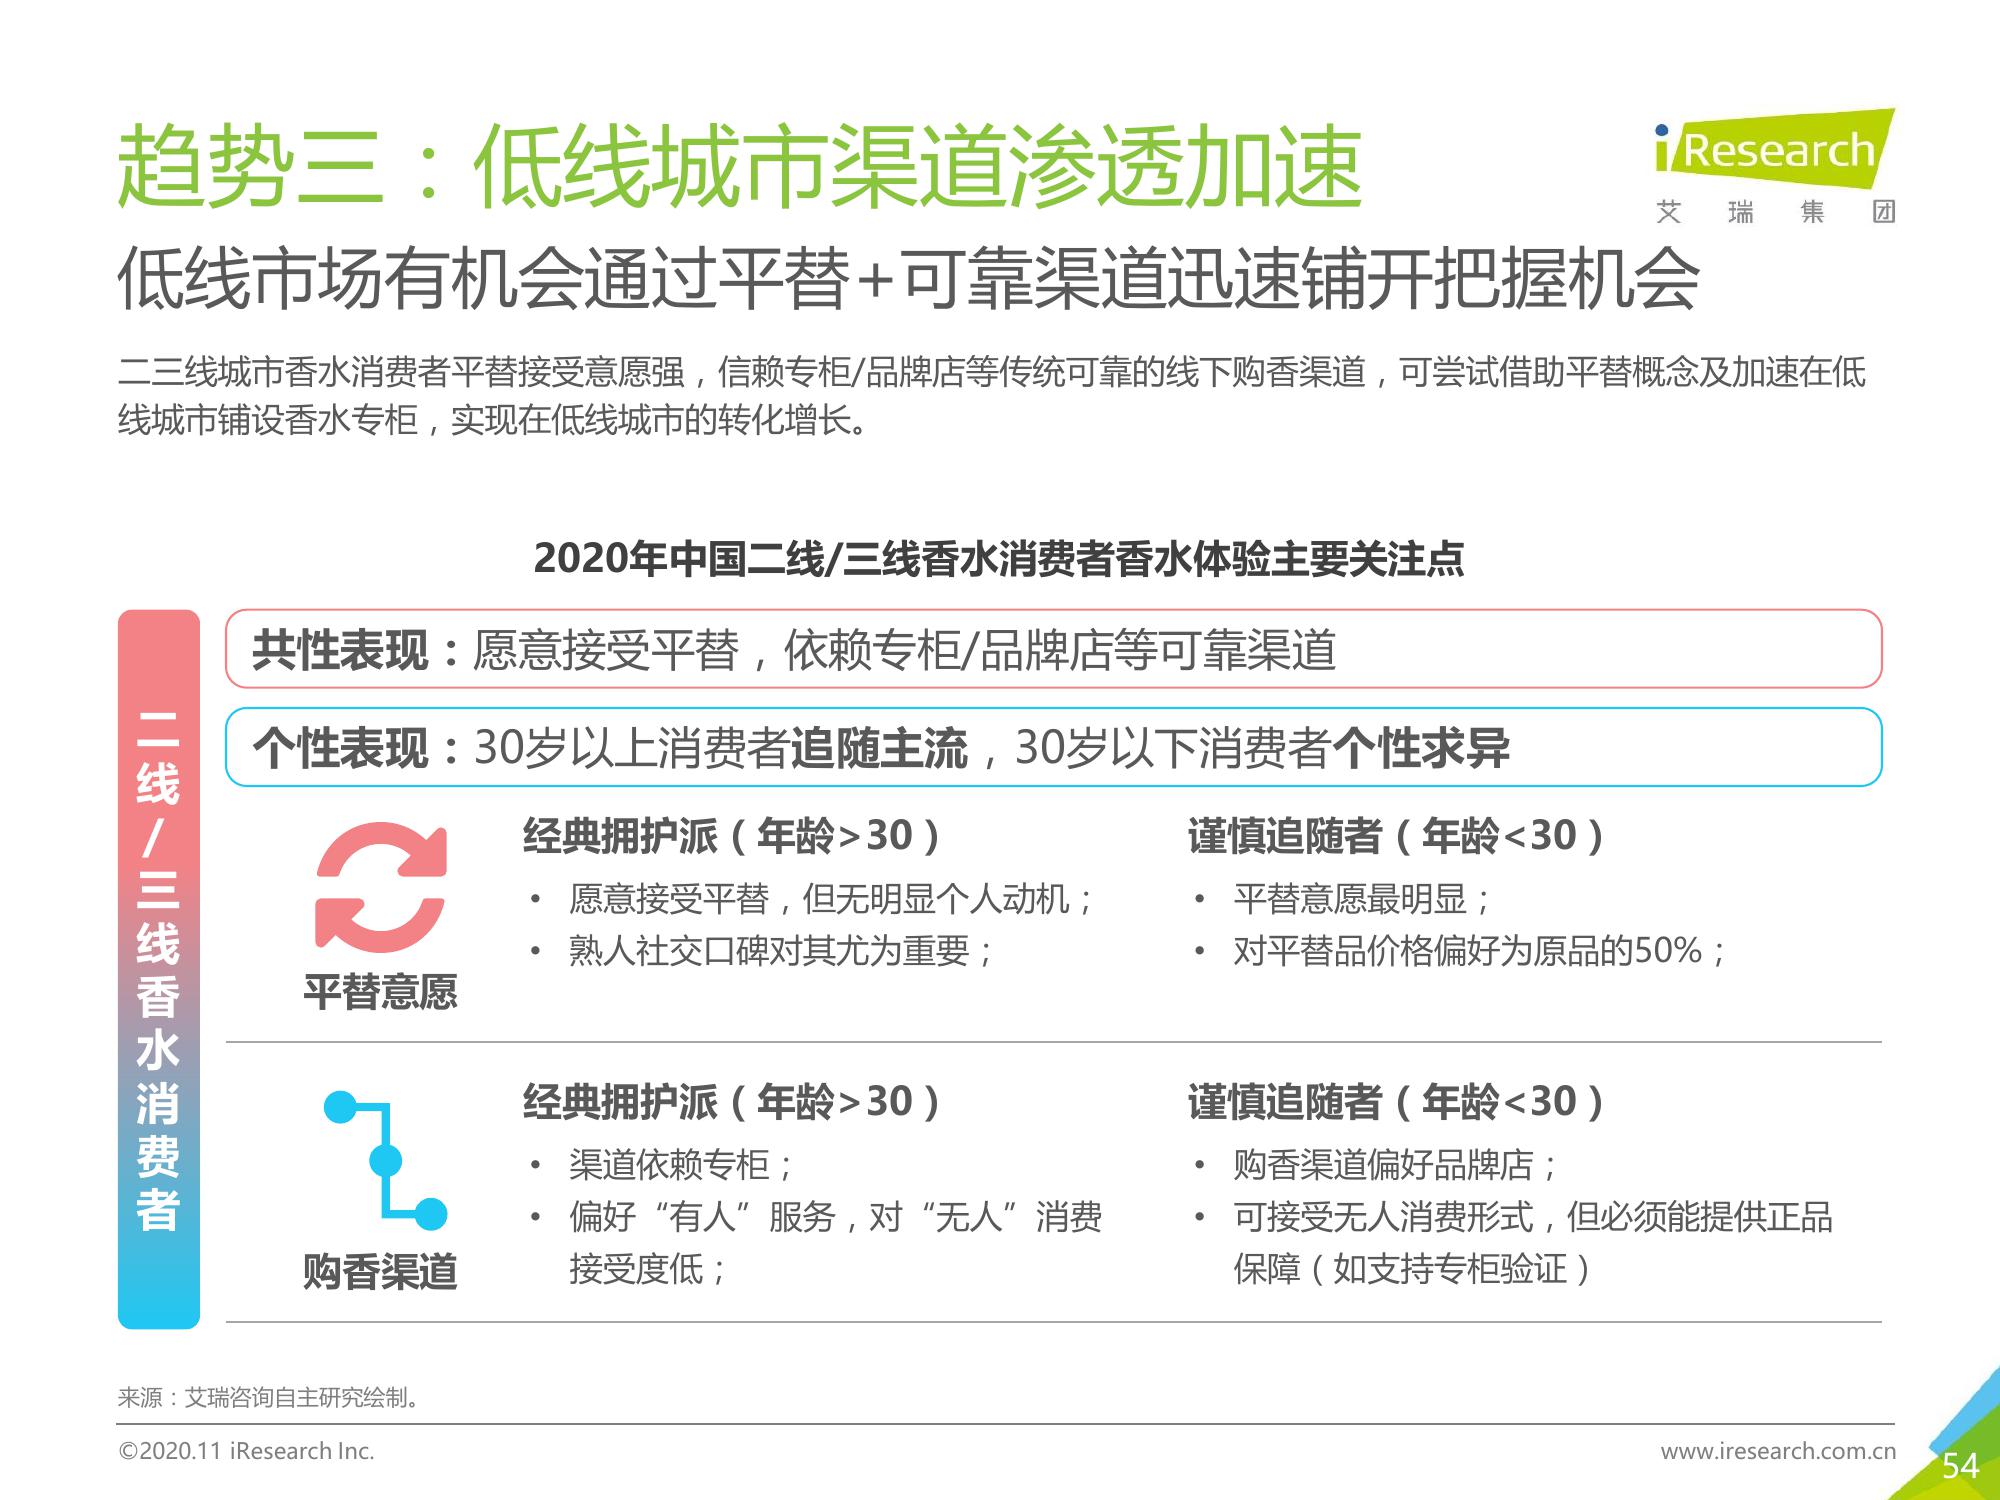 趋势三：低线城市渠道渗透加速
iResearch
艾瑞集团
低线市场有机会通过平替+可靠渠道迅速铺开把握机会
二三线城市香水消费者平替接受意愿强，信赖专柜/品牌店等传统可靠的线下购香渠道，可尝试借助平替概念及加速在低
线城市铺设香水专柜，实现在低线城市的转化增长。
2020年中国二线/三线香水消费者香水体验主要关注点
二线/三线香水消费者
共性表现：愿意接受平替，依赖专柜/品牌店等可靠渠道
个性表现：30岁以上消费者追随主流，30岁以下消费者个性求异
平替意愿
经典拥护派（年龄>30）
• 愿意接受平替，但无明显个人动机；
• 熟人社交口碑对其尤为重要；
谨慎追随者（年龄<30）
• 平替意愿最明显；
• 对平替品价格偏好为原品的50%；
购香渠道
经典拥护派（年龄>30）
• 渠道依赖专柜；
• 偏好“有人”服务，对“无人”消费
接受度低；
谨慎追随者（年龄<30）
• 购香渠道偏好品牌店；
• 可接受无人消费形式，但必须能提供正品
保障（如支持专柜验证）
来源：艾瑞咨询自主研究绘制。
©2020.11 iResearch Inc.
www.iresearch.com.cn
54